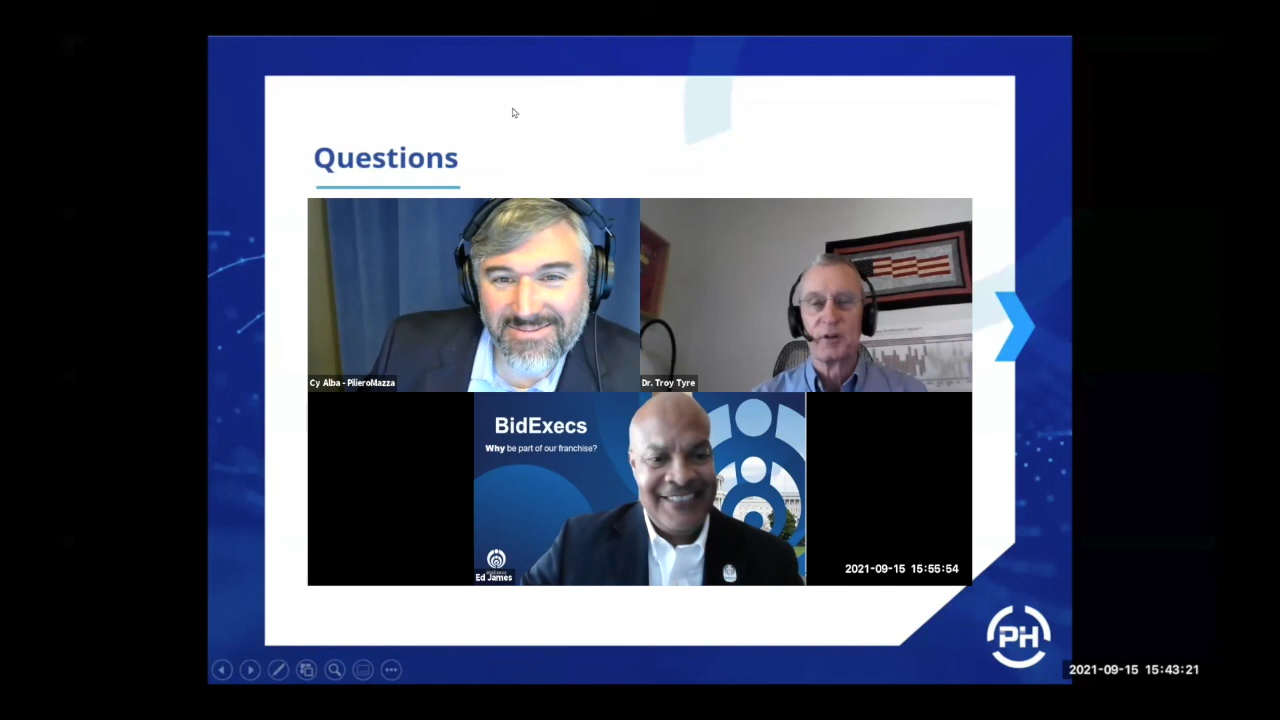 Questions
Cy Alba - PilieroMazza
Dr. Troy Tyre
BidExecs
Why be part of our franchise?
Ed James
2021-09-15 15:55:54
PH
2021-09-15 15:43:21